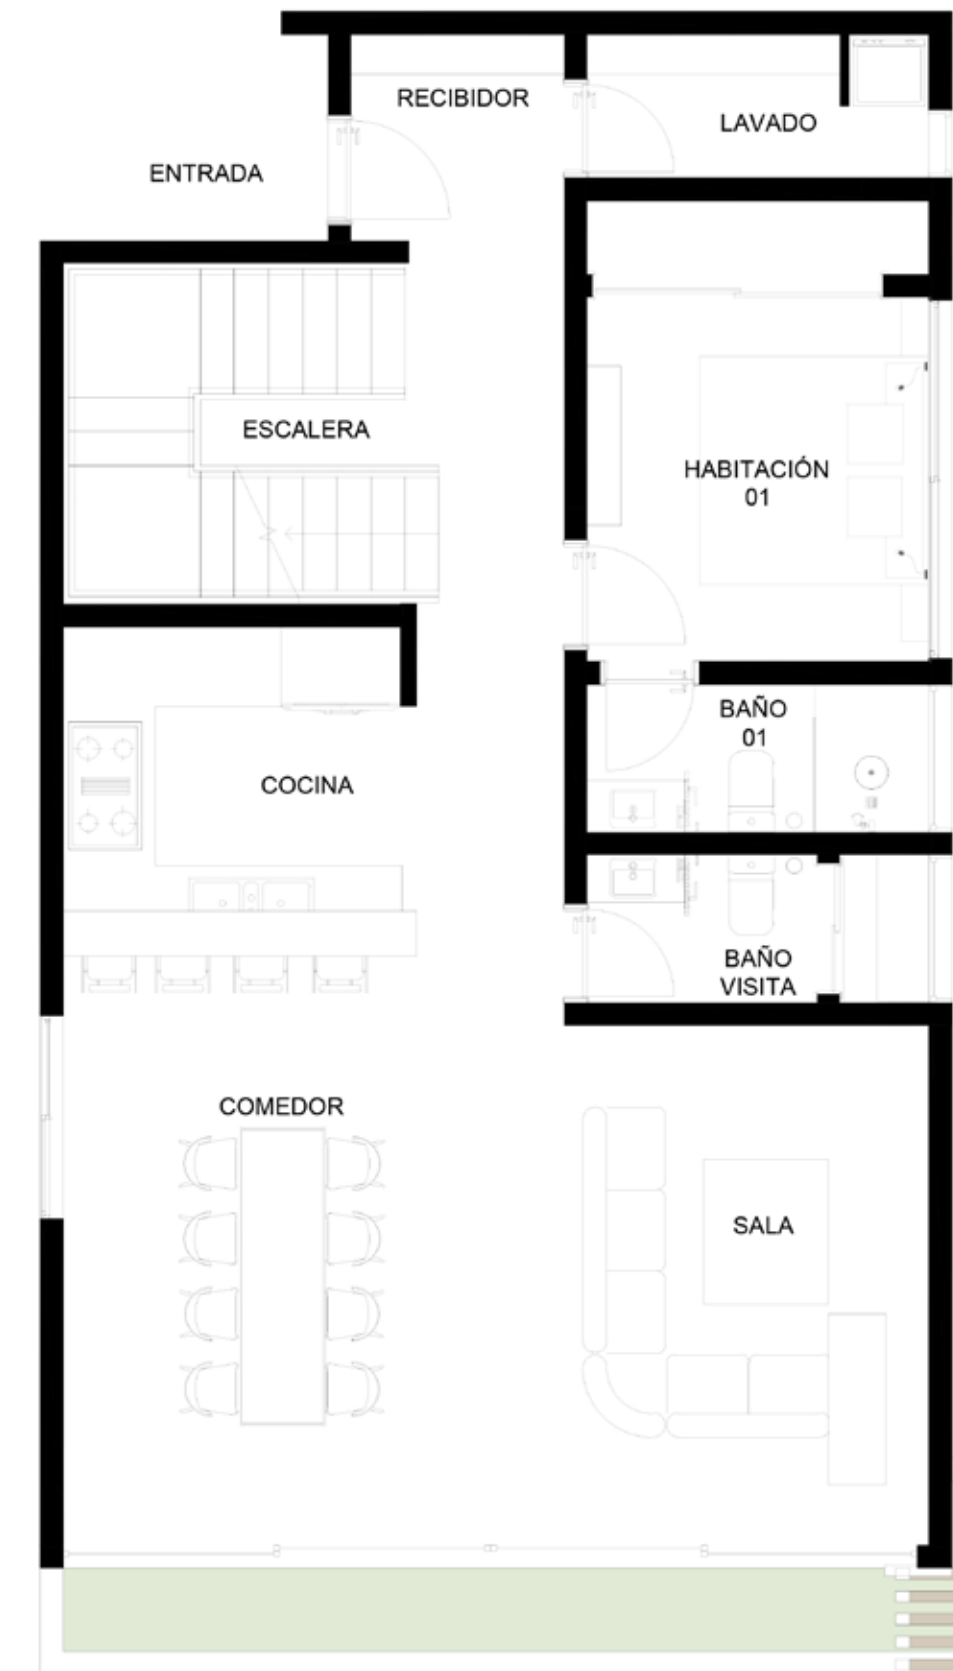 RECIBIDOR
LAVADO
ENTRADA
ESCALERA
HABITACIÓN
01
BAÑO
01
COCINA
BAÑO
VISITA
COMEDOR
SALA